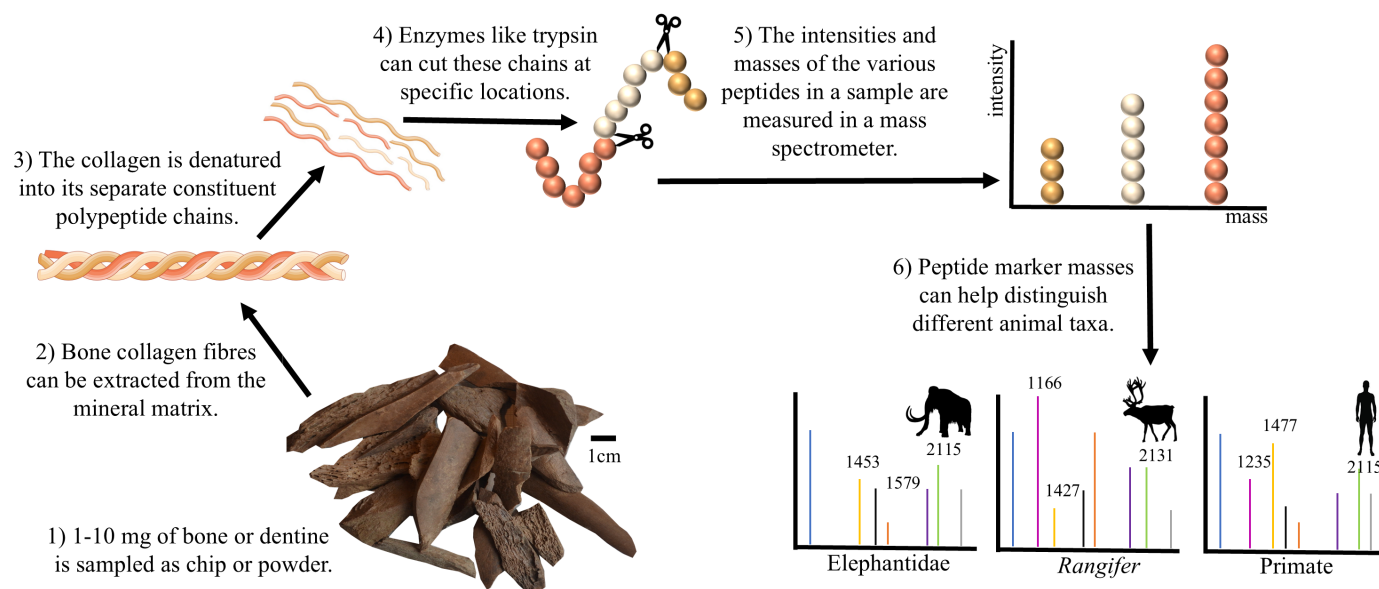 1) 1-10 mg of bone or dentine
is sampled as chip or powder.
2) Bone collagen fibres
can be extracted from the
mineral matrix.
3) The collagen is denatured
into its separate constituent
polypeptide chains.
4) Enzymes like trypsin
can cut these chains at
specific locations.
5) The intensities and
masses of the various
peptides in a sample are
measured in a mass
spectrometer.
intensity
mass
6) Peptide marker masses
can help distinguish
different animal taxa.
1cm
1453
1579
2115
Elephantidae
1166
1427
2131
Rangifer
1235
1477
2115
Primate